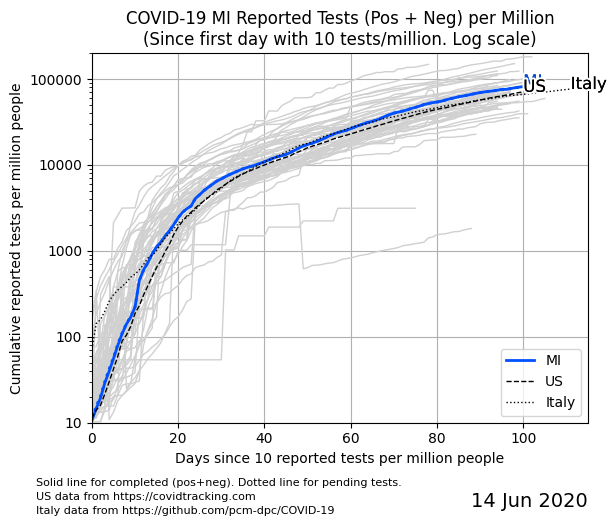 COVID-19 MI Reported Tests (Pos + Neg) per Million
(Since first day with 10 tests/million. Log scale)
Cumulative reported tests per million people
100000
10000
1000
100
10
MI
US
Italy
MI
US
Italy
0
20
40
60
80
100
Days since 10 reported tests per million people
Solid line for completed (pos+neg). Dotted line for pending tests.
US data from https://covidtracking.com
Italy data from https://github.com/pcm-dpc/COVID-19
14 Jun 2020